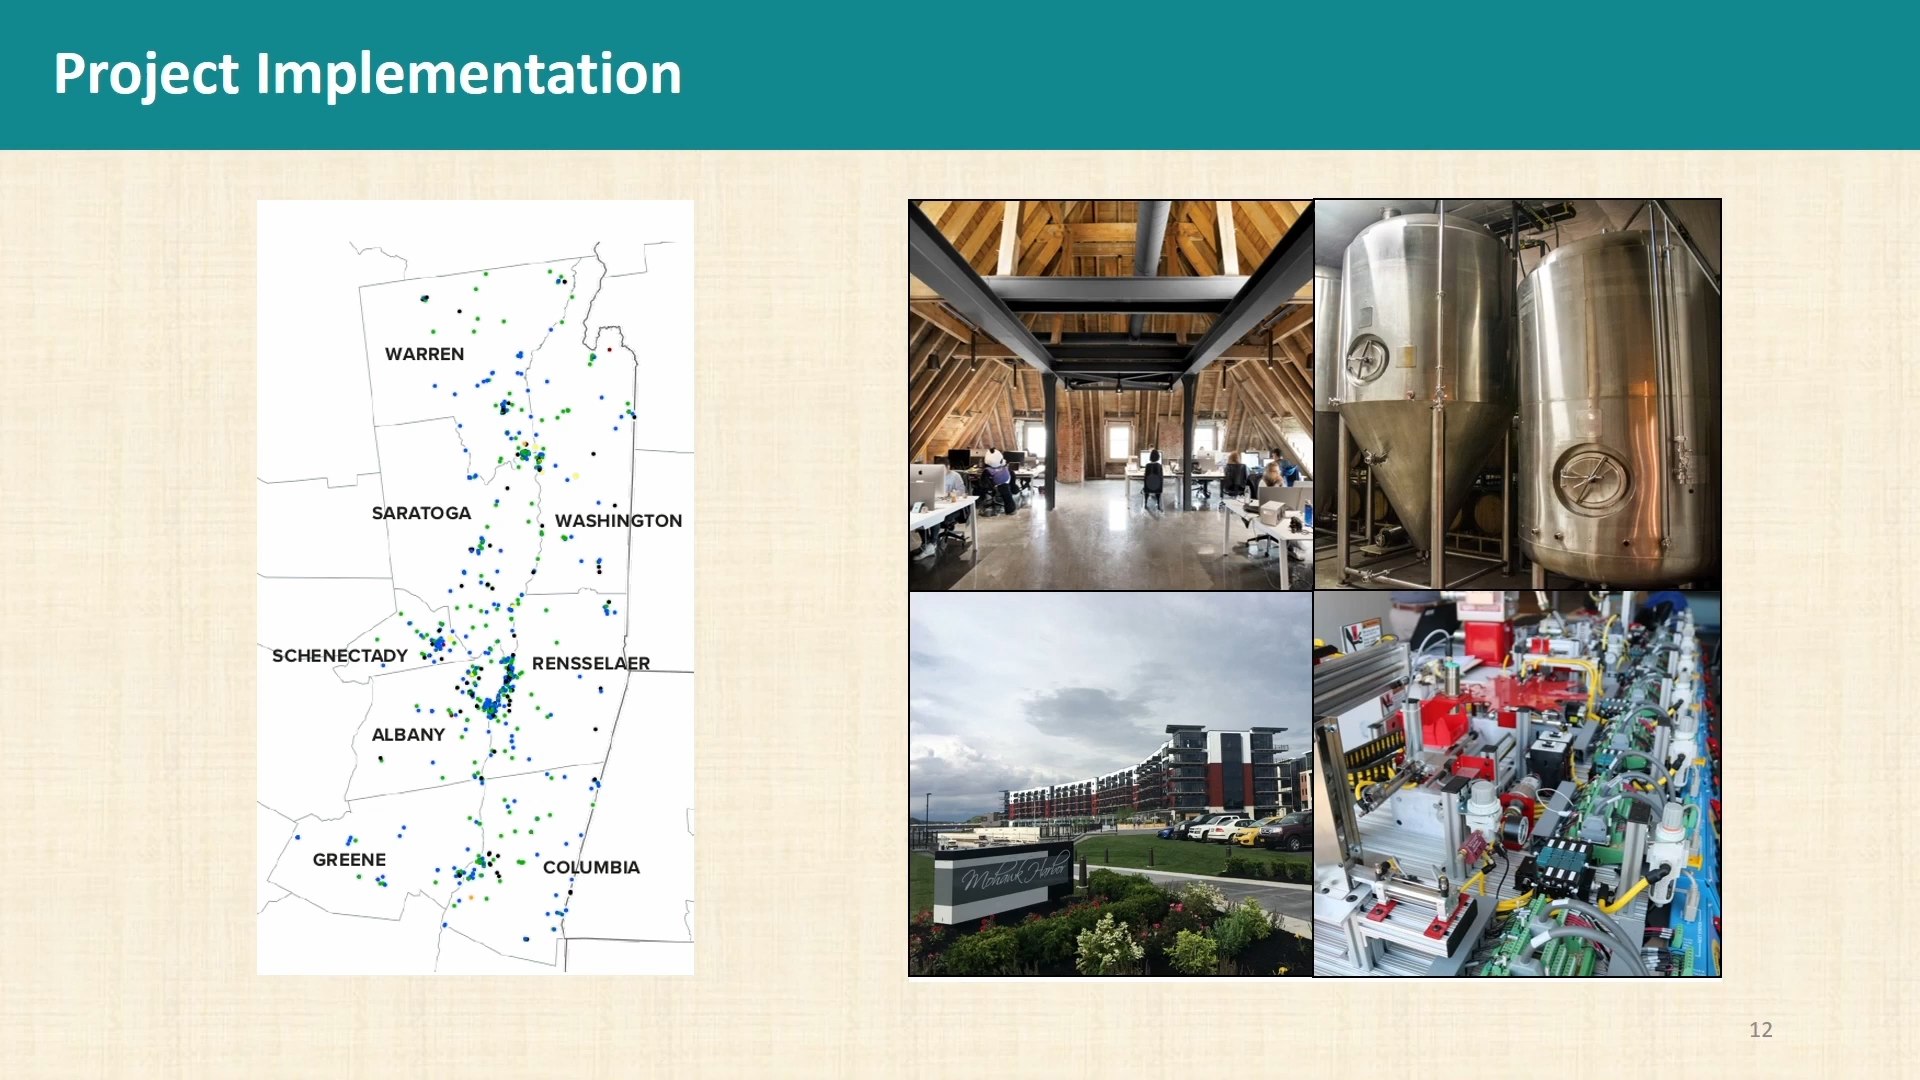 Project Implementation
WARREN
SARATOGA
WASHINGTON
SCHENECTADY
RENSSELAER
ALBANY
GREENE
COLUMBIA
Mohawk Harbor
12